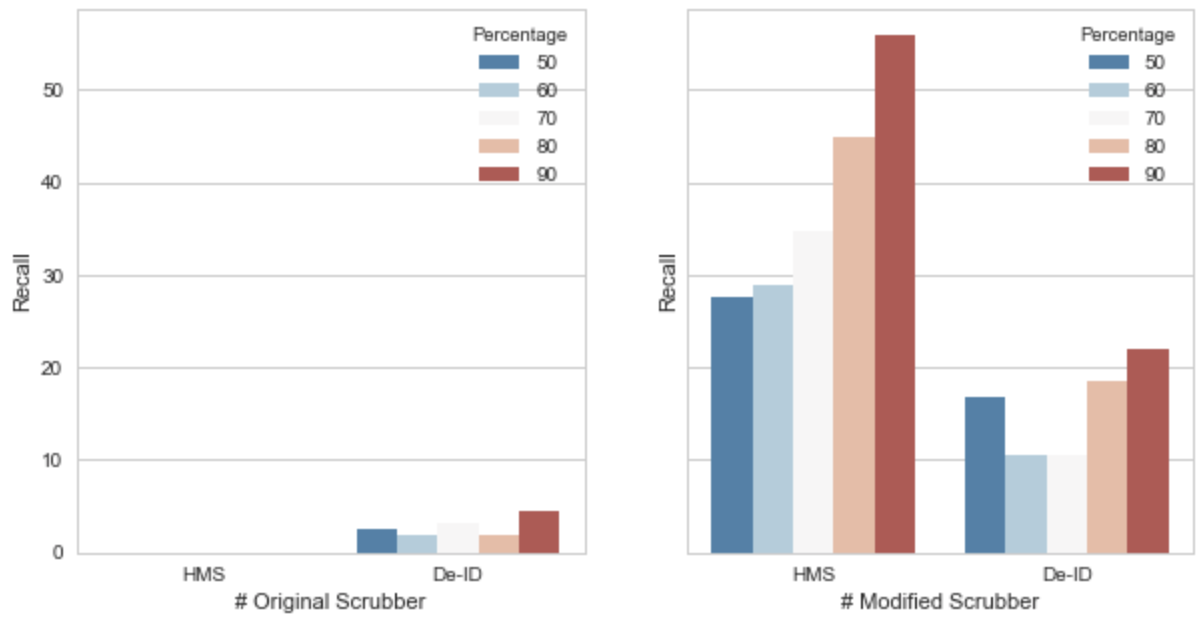 Percentage
50
60
70
80
90
50
40
30
20
10
0
Recall
HMS De-ID
# Original Scrubber
Percentage
50
60
70
80
90
Recall
HMS De-ID
# Modified Scrubber